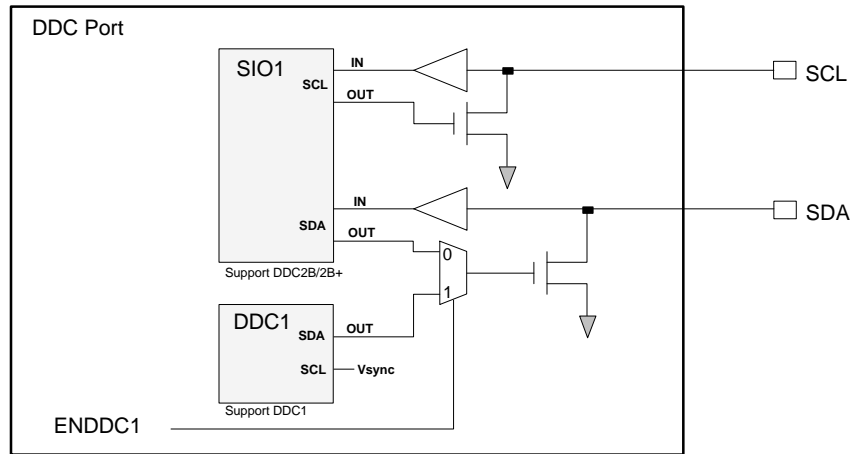 DDC Port
SIO1
IN
SCL
SCL
OUT
IN
SDA
SDA
OUT
0
Support DDC2B/2B+
1
DDC1
OUT
SDA
SCL
Vsync
Support DDC1
ENDDC1